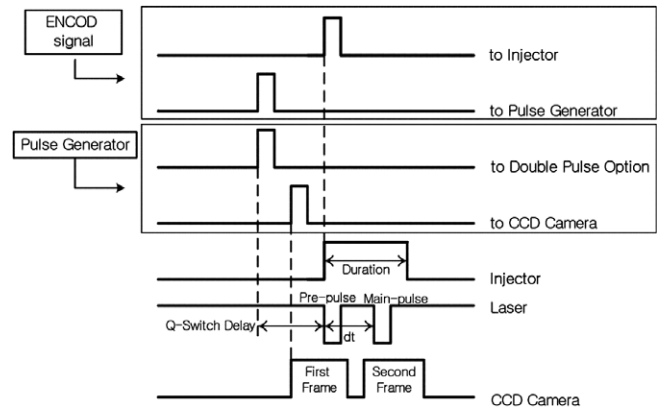 ENCOD
signal
to Injector
to Pulse Generator
Pulse Generator
to Double Pulse Option
to CCD Camera
Duration
Injector
Pre-pulse Main-pulse
Laser
Q-Switch Delay
dt
First
Frame
Second
Frame
CCD Camera